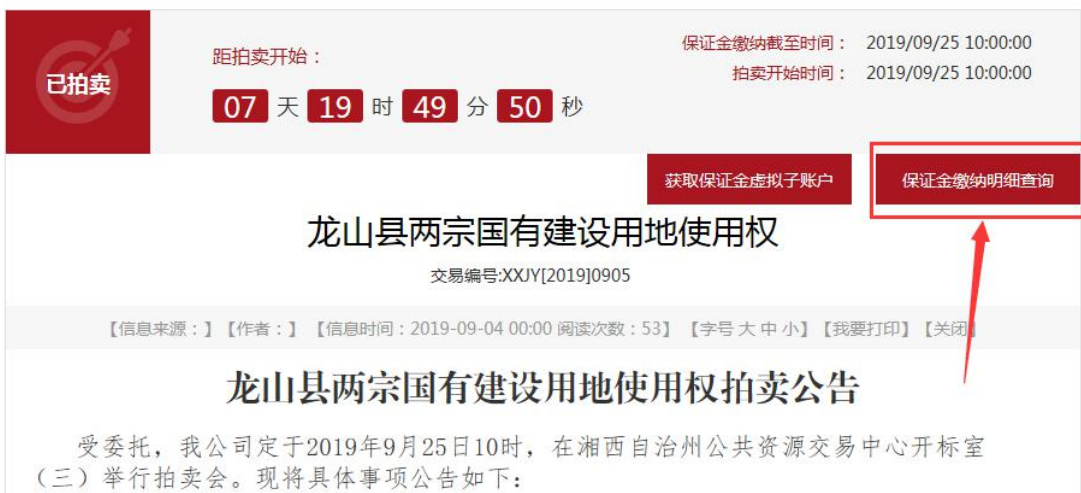 已拍卖
距拍卖开始：
07 天 19 时 49 分 50 秒
保证金缴纳截至时间： 2019/09/25 10:00:00
拍卖开始时间： 2019/09/25 10:00:00
获取保证金虚拟子账户
保证金缴纳明细查询
龙山县两宗国有建设用地使用权
交易编号:XXJY[2019]0905
【信息来源：】【作者：】 【信息时间：2019-09-04 00:00 阅读次数：53】 【字号 大 中 小】【我要打印】【关闭】
龙山县两宗国有建设用地使用权拍卖公告
受委托，我公司定于2019年9月25日10时，在湘西自治州公共资源交易中心开标室
（三）举行拍卖会。现将具体事项公告如下：